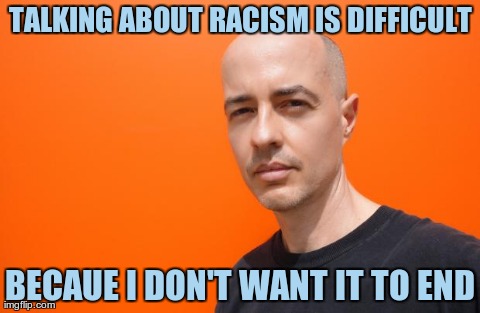 TALKING ABOUT RACISM IS DIFFICULT
BECAUE I DON'T WANT IT TO END
imgflip.com